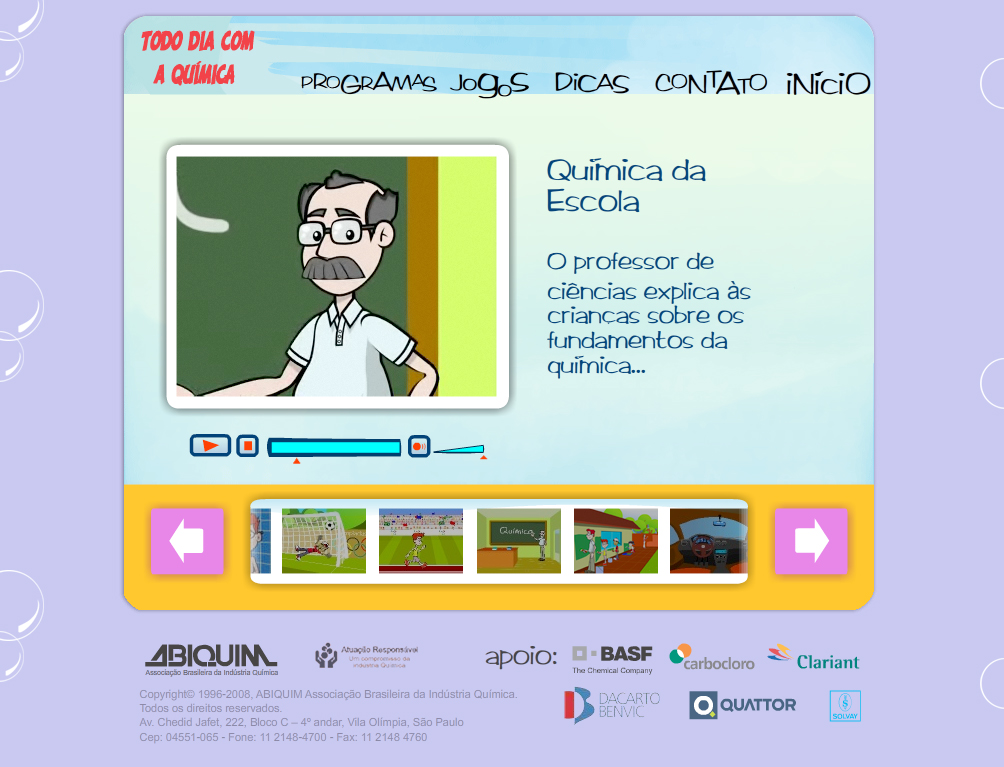 TODO DIA COM
A QUÍMICA
PROGRAMAS JOGOS DICAS CONTATO INÍCIO
Química da
Escola
O professor de
ciências explica às
crianças sobre os
fundamentos da
química...
Química
ABIQUIM
Associação Brasileira da Indústria Química
Atuação Responsável
Um compromisso da
Indústria Química
apoio:
BASF
The Chemical Company
carbocloro
Clariant
DACARTO
BENVIC
QUATTOR
SOLVAY
Copyright© 1996-2008, ABIQUIM Associação Brasileira da Indústria Química.
Todos os direitos reservados.
Av. Chedid Jafet, 222, Bloco C – 4º andar, Vila Olímpia, São Paulo
Cep: 04551-065 - Fone: 11 2148-4700 - Fax: 11 2148 4760